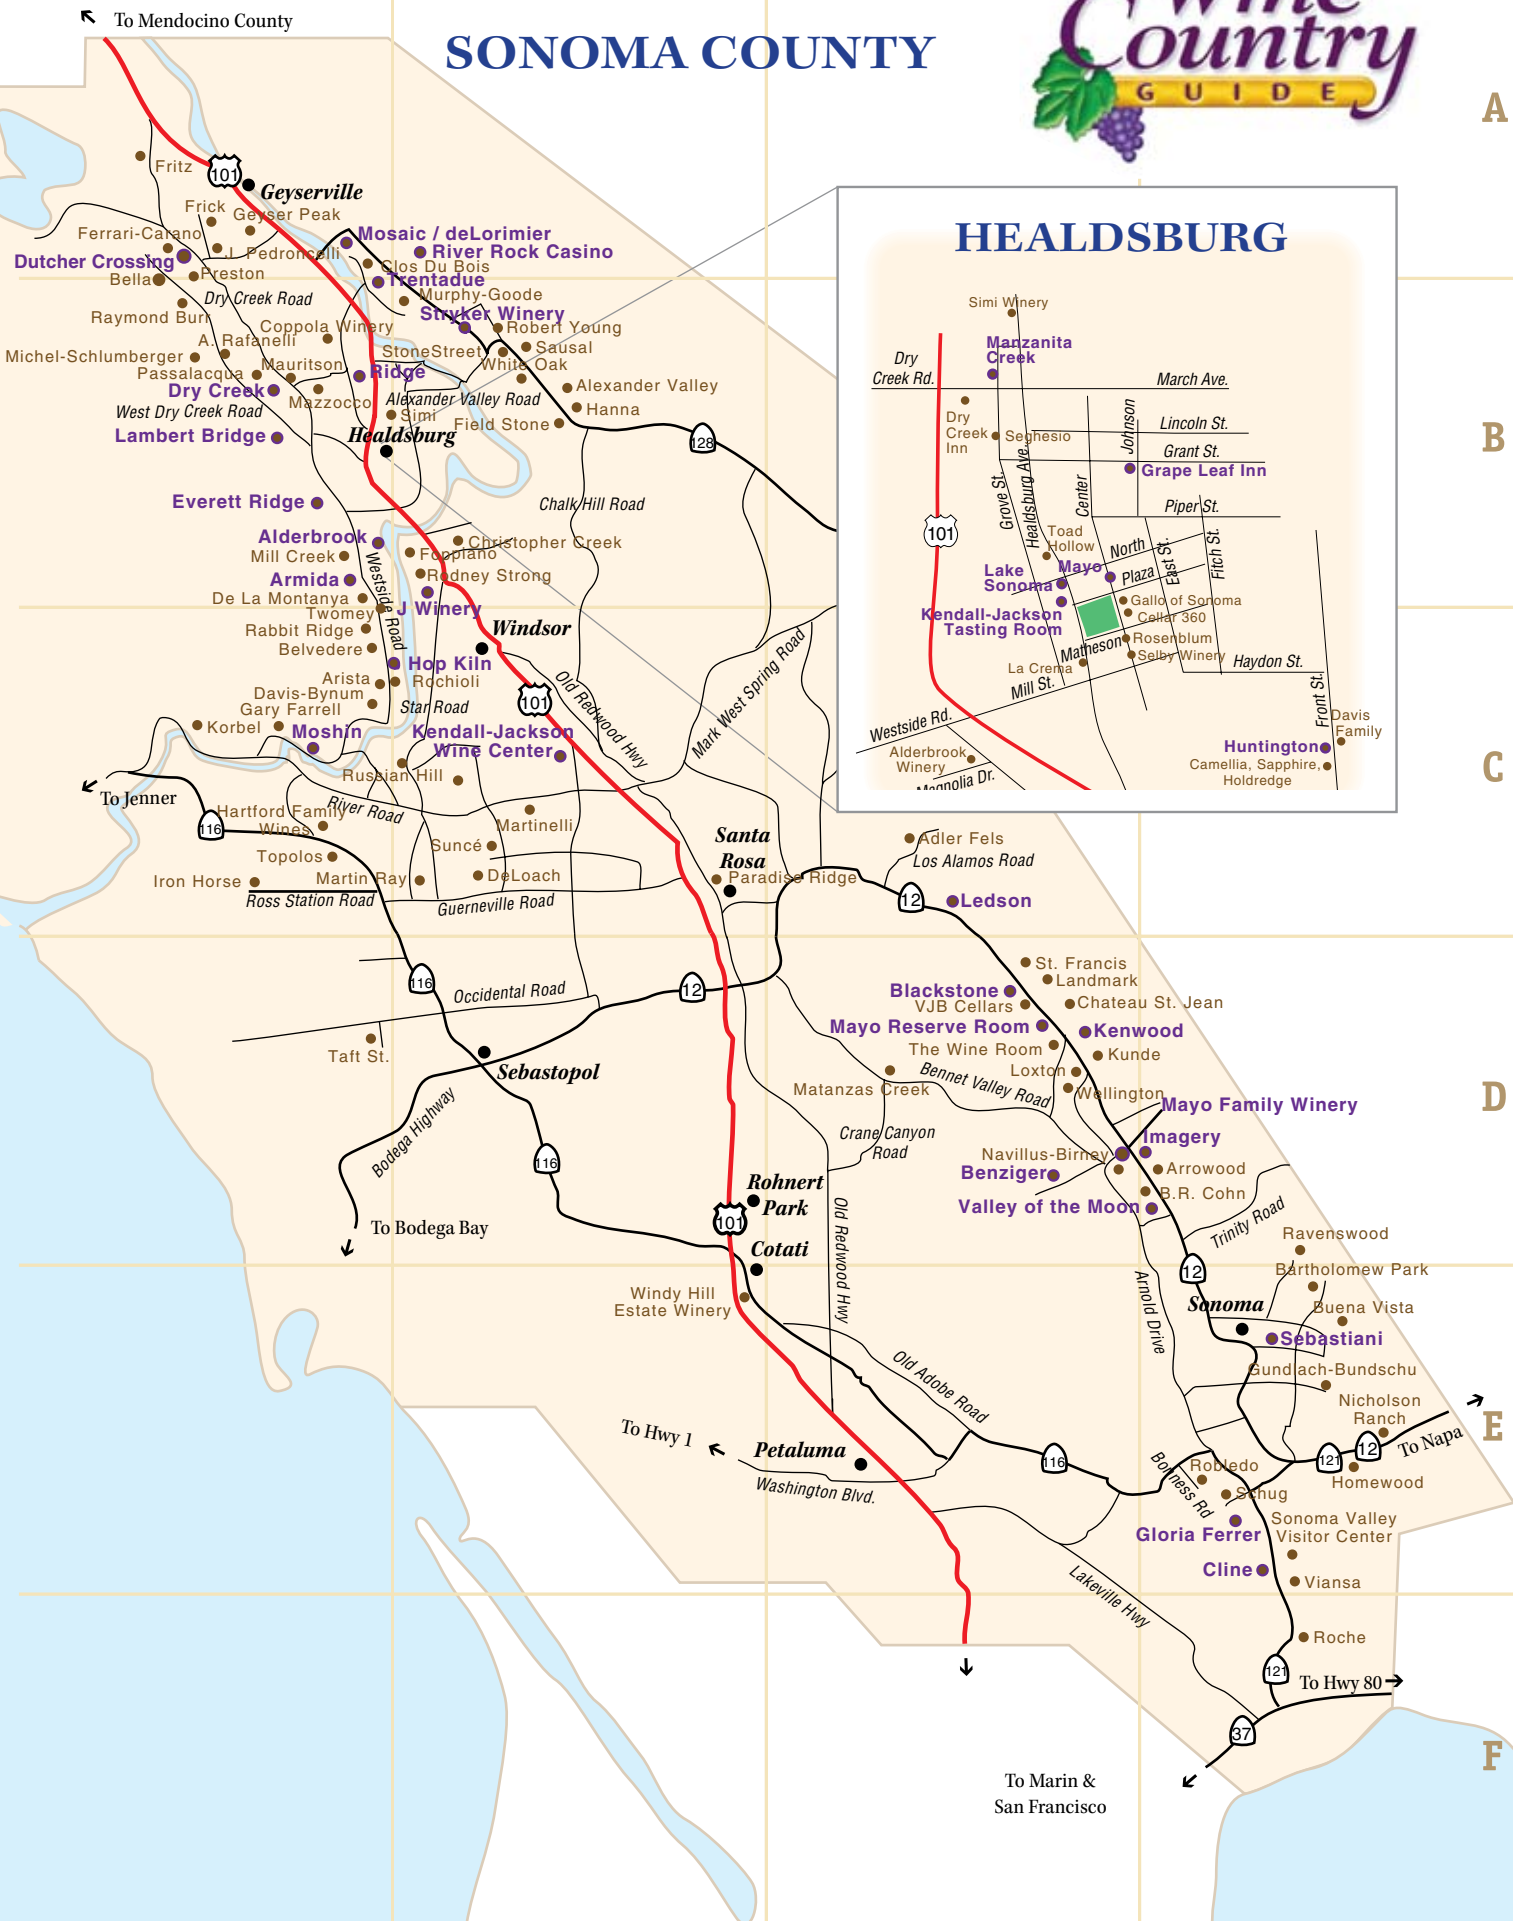 To Mendocino County
SONOMA COUNTY
Wine
Country
GUIDE
A
Fritz
101
Geyserville
Frick
Geyser Peak
Ferrari-Carano
J. Pedroncelli
Mosaic / deLorimier
River Rock Casino
Dutcher Crossing
Clos Du Bois
Bella
Preston
Trentadue
Dry Creek Road
Murphy-Goode
Raymond Burr
Stryker Winery
Coppola Winery
Robert Young
A. Rafanelli
StoneStreet
Sausal
Michel-Schlumberger
Mauritson
White Oak
Passalacqua
Ridge
Dry Creek
Alexander Valley
Mazzocco
Alexander Valley Road
West Dry Creek Road
Simi
Hanna
Field Stone
Lambert Bridge
Healdsburg
128
B
Everett Ridge
Chalk Hill Road
Alderbrook
Christopher Creek
Mill Creek
Foppiano
Armida
Rodney Strong
Westside Road
De La Montanya
J Winery
Twomey
Rabbit Ridge
Windsor
Belvedere
Hop Kiln
Arista
Rochioli
Davis-Bynum
Gary Farrell
Star Road
101
Old Redwood Hwy
Mark West Spring Road
Korbel
Moshin
Kendall-Jackson
Wine Center
Russian Hill
To Jenner
River Road
Hartford Family
Wines
116
Martinelli
Topolos
Suncé
Santa
Rosa
Iron Horse
Martin Ray
DeLoach
Paradise Ridge
Ross Station Road
Guerneville Road
HEALDSBURG
Simi Winery
Manzanita
Creek
Dry
Creek Rd.
March Ave.
Dry
Creek
Inn
Seghesio
Johnson
Lincoln St.
Grant St.
Grape Leaf Inn
Grove St.
Healdsburg Ave.
Center
Piper St.
101
Toad
Hollow
North
East St.
Fitch St.
Lake
Sonoma
Mayo
Plaza
Kendall-Jackson
Tasting Room
Gallo of Sonoma
Cellar 360
Rosenblum
Matheson
Selby Winery
La Crema
Haydon St.
Mill St.
Front St.
Westside Rd.
Davis
Family
Alderbrook
Winery
Huntington
Camellia, Sapphire,
Holdredge
Magnolia Dr.
C
Adler Fels
Los Alamos Road
12
Ledson
St. Francis
Landmark
Blackstone
VJB Cellars
Chateau St. Jean
Mayo Reserve Room
Kenwood
The Wine Room
Kunde
Loxton
Matanzas Creek
Bennet Valley Road
Wellington
D
Mayo Family Winery
116
12
Occidental Road
Taft St.
Sebastopol
Crane Canyon
Road
Imagery
Navillus-Birney
Arrowood
Benziger
B.R. Cohn
Valley of the Moon
Bodega Highway
116
To Bodega Bay
Rohnert
Park
101
Old Redwood Hwy
Cotati
Trinity Road
Ravenswood
12
Bartholomew Park
Windy Hill
Estate Winery
Arnold Drive
Sonoma
Buena Vista
Sebastiani
Old Adobe Road
Gundlach-Bundschu
Nicholson
Ranch
E
To Hwy 1
Petaluma
116
Washington Blvd.
Bonness Rd
Robledo
121
12
To Napa
Homewood
Schug
Gloria Ferrer
Sonoma Valley
Visitor Center
Cline
Viansa
Lakeville Hwy
Roche
121
To Hwy 80
37
F
To Marin &
San Francisco